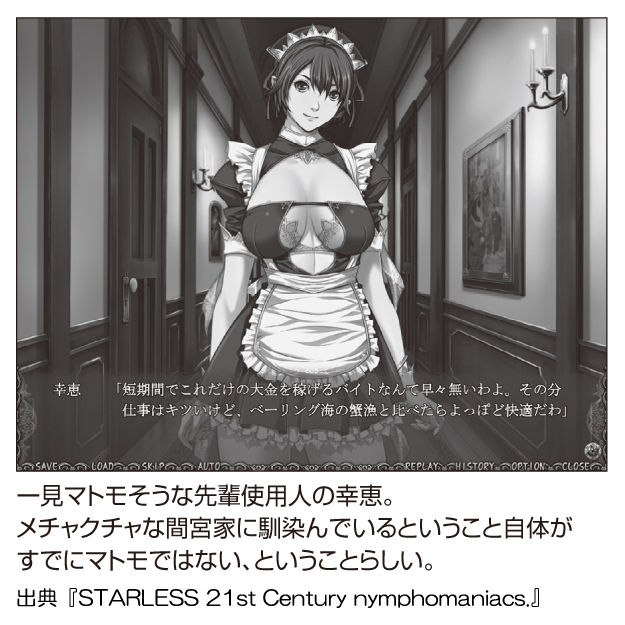 幸恵 「短期間でこれだけの大金を稼げるバイトなんて早々無いわよ。その分
仕事はキツいけど、ベーリング海の蟹漁と比べたらよっぽど快適だわ」
SAVE LOAD SKIP AUTO REPLAY HISTORY OPTION CLOSE
一見マトモそうな先輩使用人の幸恵。
メチャクチャな間宮家に馴染んでいるということ自体が
すでにマトモではない、ということらしい。
出典『STARLESS 21st Century nymphomaniacs.』